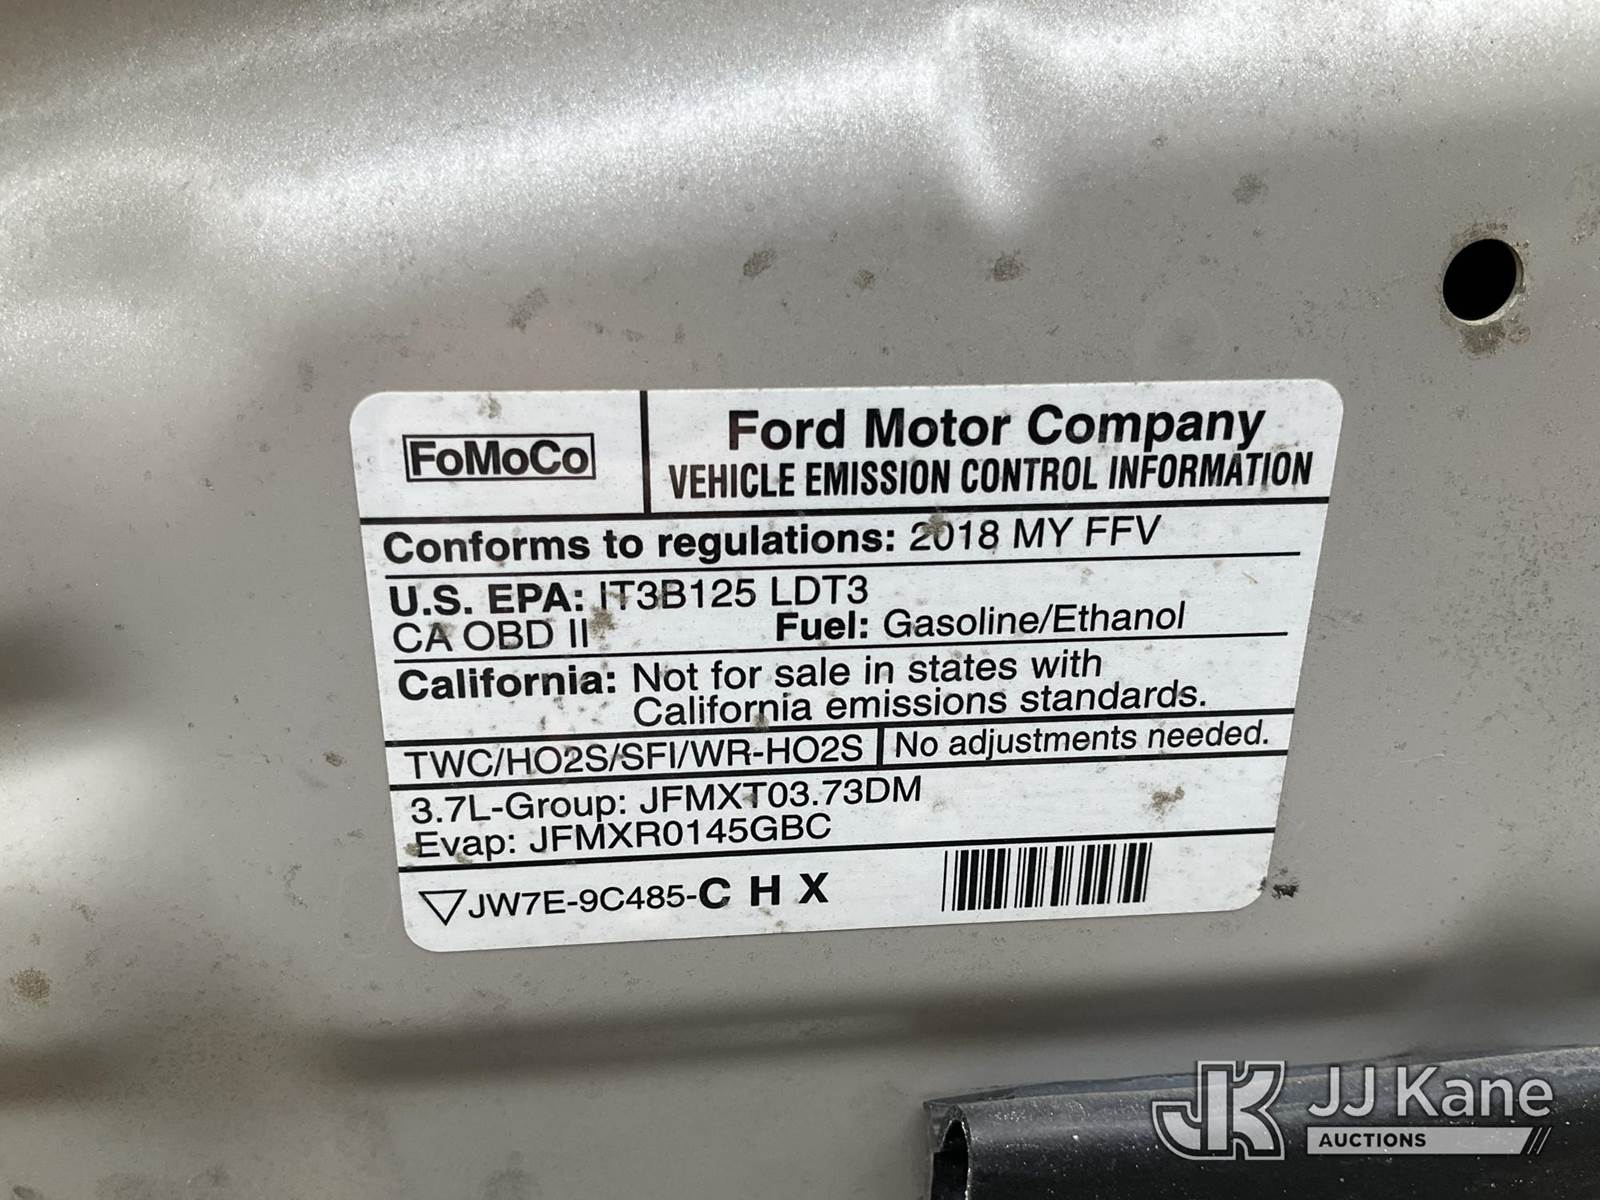 FoMoCo
Ford Motor Company
VEHICLE EMISSION CONTROL INFORMATION
Conforms to regulations: 2018 MY FFV
U.S. EPA: IT3B125 LDT3
CA OBD II Fuel: Gasoline/Ethanol
California: Not for sale in states with
California emissions standards.
TWC/HO2S/SFI/WR-HO2S No adjustments needed.
3.7L-Group: JFMXT03.73DM
Evap: JFMXR0145GBC
JW7E-9C485-C H X
JK JJ Kane
AUCTIONS